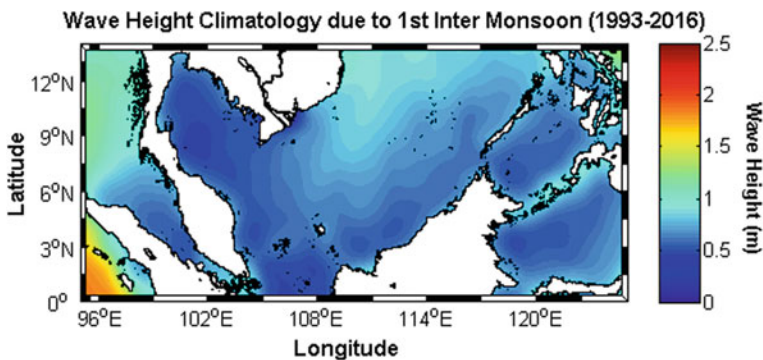 Wave Height Climatology due to 1st Inter Monsoon (1993-2016)
12°N
9°N
6°N
3°N
0°
Latitude
96°E 102°E 108°E 114°E 120°E
Longitude
2.5
2
1.5
1
0.5
0
Wave Height (m)